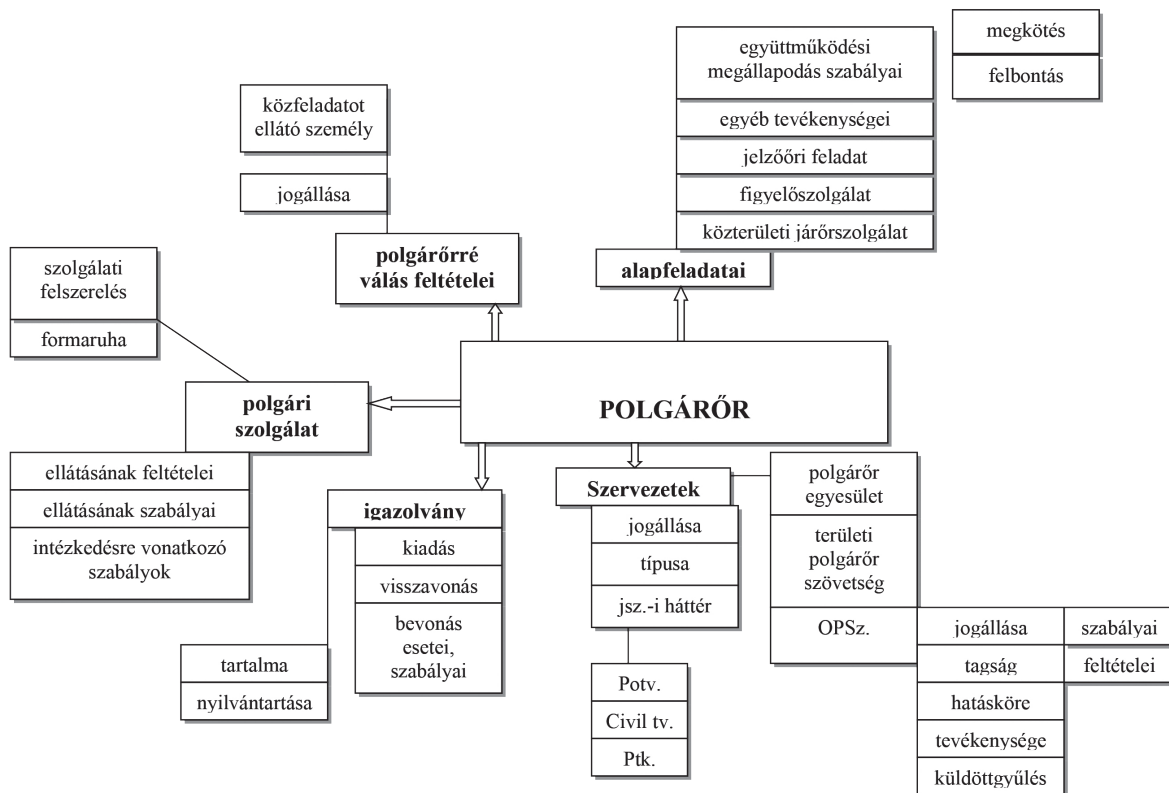 együttműködési
megállapodás szabályai
egyéb tevékenységei
jelzőőri feladat
figyelőszolgálat
közterületi járőrszolgálat
alapfeladatai
megkötés
felbontás
közfeladatot
ellátó személy
jogállása
polgárőrré
válás feltételei
szolgálati
felszerelés
formaruha
polgári
szolgálat
ellátásának feltételei
ellátásának szabályai
intézkedésre vonatkozó
szabályok
POLGÁRŐR
igazolvány
kiadás
visszavonás
bevonás
esetei,
szabályai
tartalma
nyilvántartása
Szervezetek
jogállása
típusa
jsz.-i háttér
Potv.
Civil tv.
Ptk.
polgárőr
egyesület
területi
polgárőr
szövetség
OPSz.
jogállása
szabályai
tagság
feltételei
hatásköre
tevékenysége
küldöttgyűlés